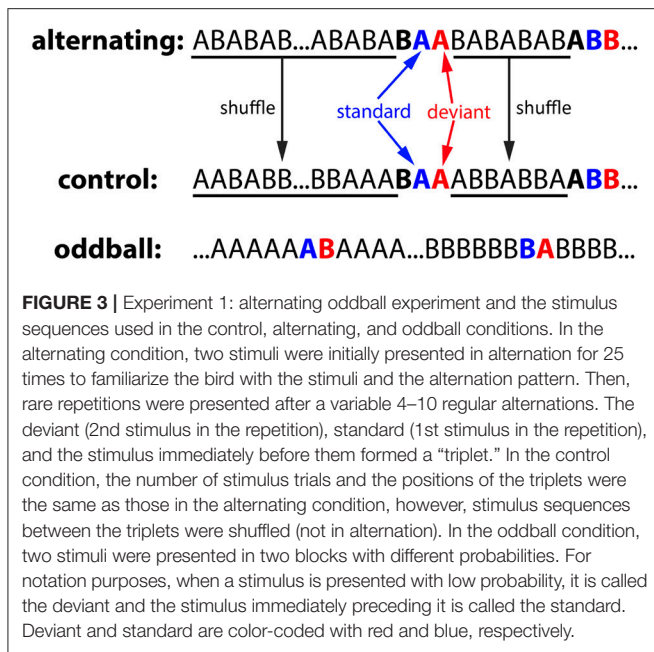 alternating: ABABAB...ABABABAABABABABABB...
shuffle standard deviant shuffle
control: AABABB...BBAAABAAABBABBAABB...
oddball: ...AAAAAABAAAA...BBBBBBBABBBB...
FIGURE 3 | Experiment 1: alternating oddball experiment and the stimulus
sequences used in the control, alternating, and oddball conditions. In the
alternating condition, two stimuli were initially presented in alternation for 25
times to familiarize the bird with the stimuli and the alternation pattern. Then,
rare repetitions were presented after a variable 4–10 regular alternations. The
deviant (2nd stimulus in the repetition), standard (1st stimulus in the repetition),
and the stimulus immediately before them formed a “triplet.” In the control
condition, the number of stimulus trials and the positions of the triplets were
the same as those in the alternating condition, however, stimulus sequences
between the triplets were shuffled (not in alternation). In the oddball condition,
two stimuli were presented in two blocks with different probabilities. For
notation purposes, when a stimulus is presented with low probability, it is called
the deviant and the stimulus immediately preceding it is called the standard.
Deviant and standard are color-coded with red and blue, respectively.